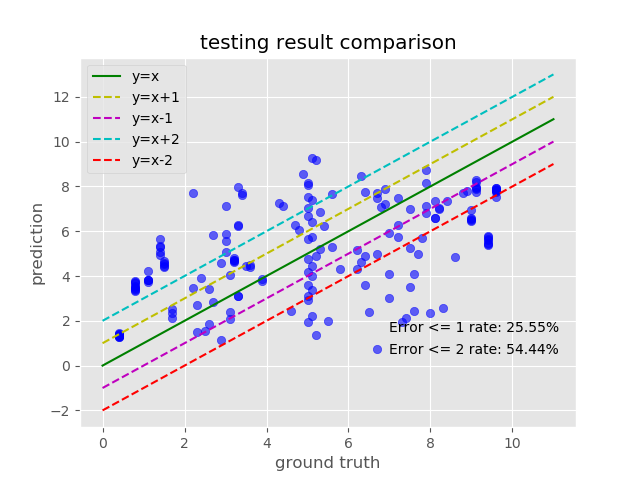 testing result comparison
y=x
y=x+1
y=x-1
y=x+2
y=x-2
12
10
8
6
4
2
0
−2
prediction
Error <= 1 rate: 25.55%
Error <= 2 rate: 54.44%
0 2 4 6 8 10
ground truth